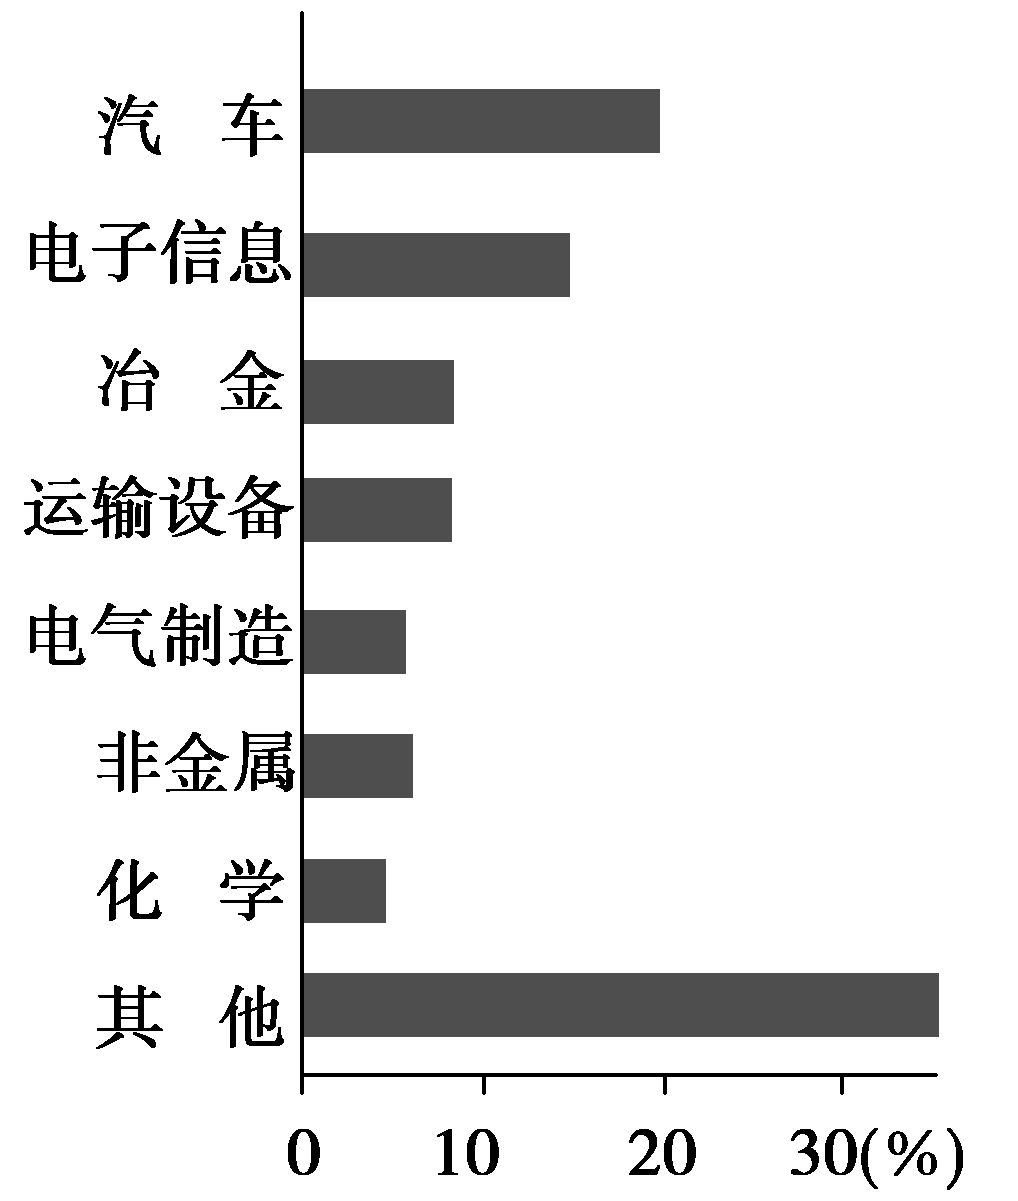 汽 车
电子信息
冶 金
运输设备
电气制造
非金属
化 学
其 他
0 10 20 30(%)